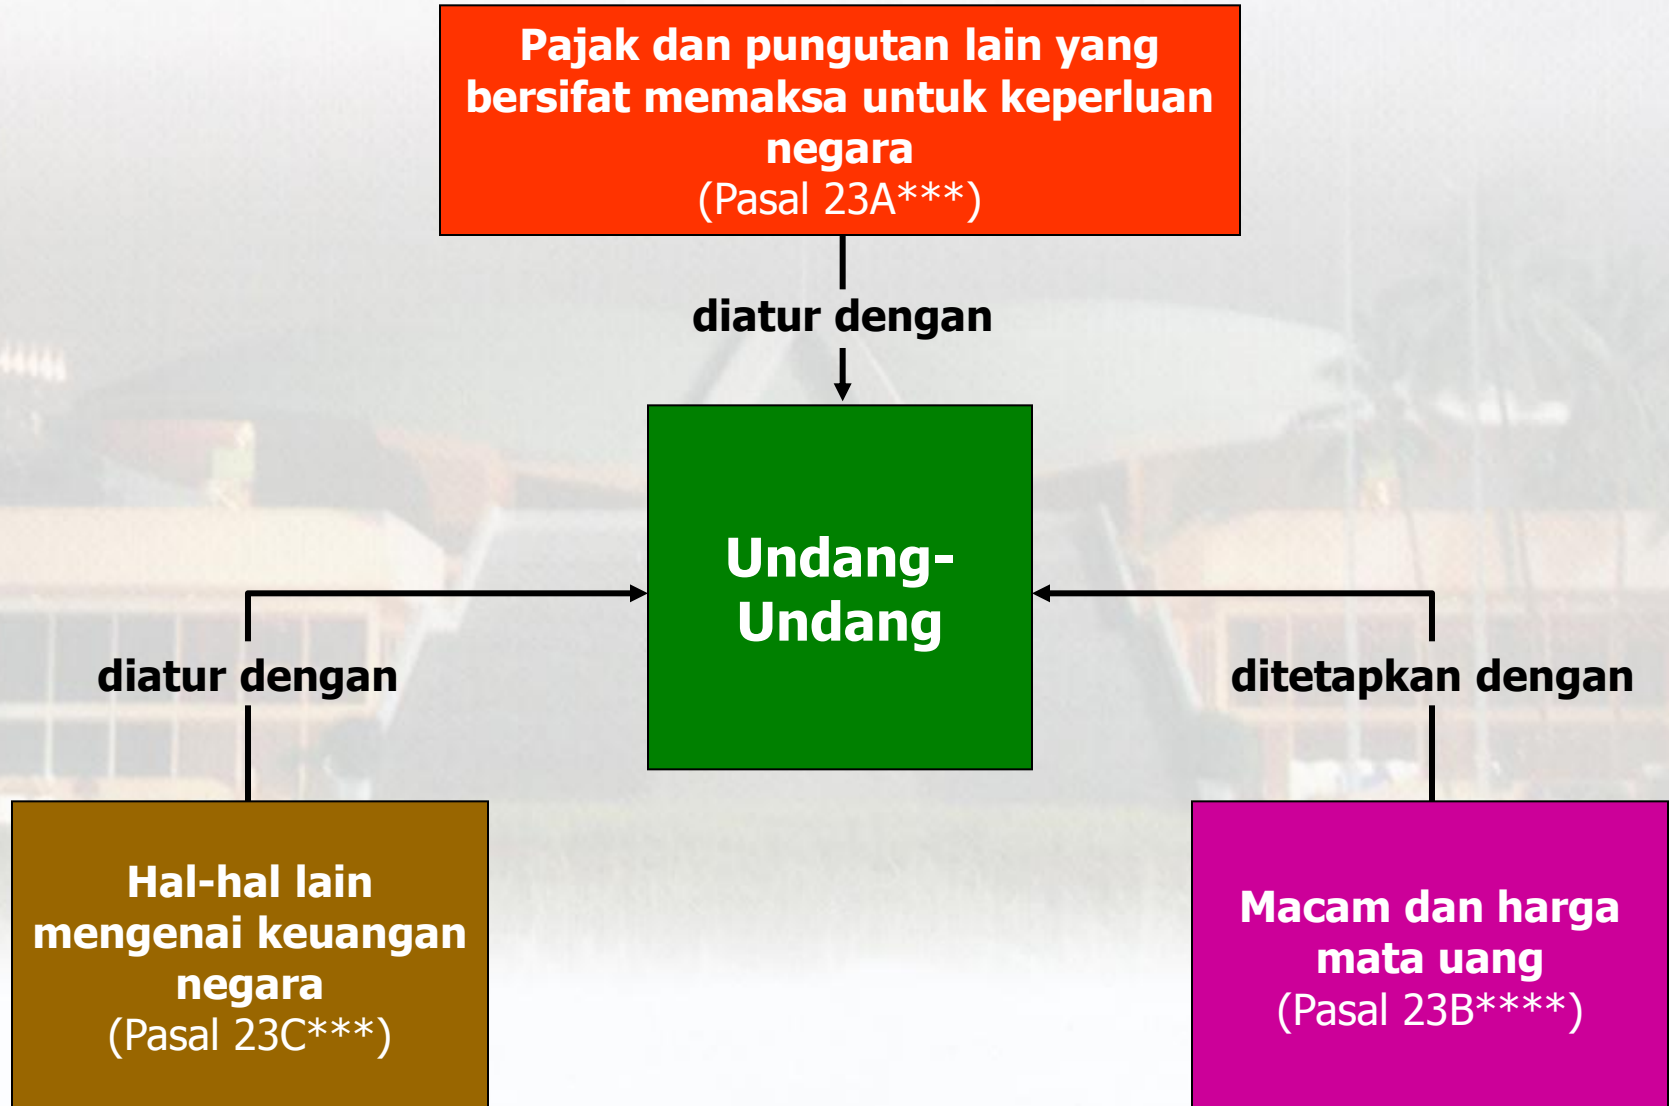 Pajak dan pungutan lain yang
bersifat memaksa untuk keperluan
negara
(Pasal 23A***)
diatur dengan
Undang-
Undang
diatur dengan
ditetapkan dengan
Hal-hal lain
mengenai keuangan
negara
(Pasal 23C***)
Macam dan harga
mata uang
(Pasal 23B****)